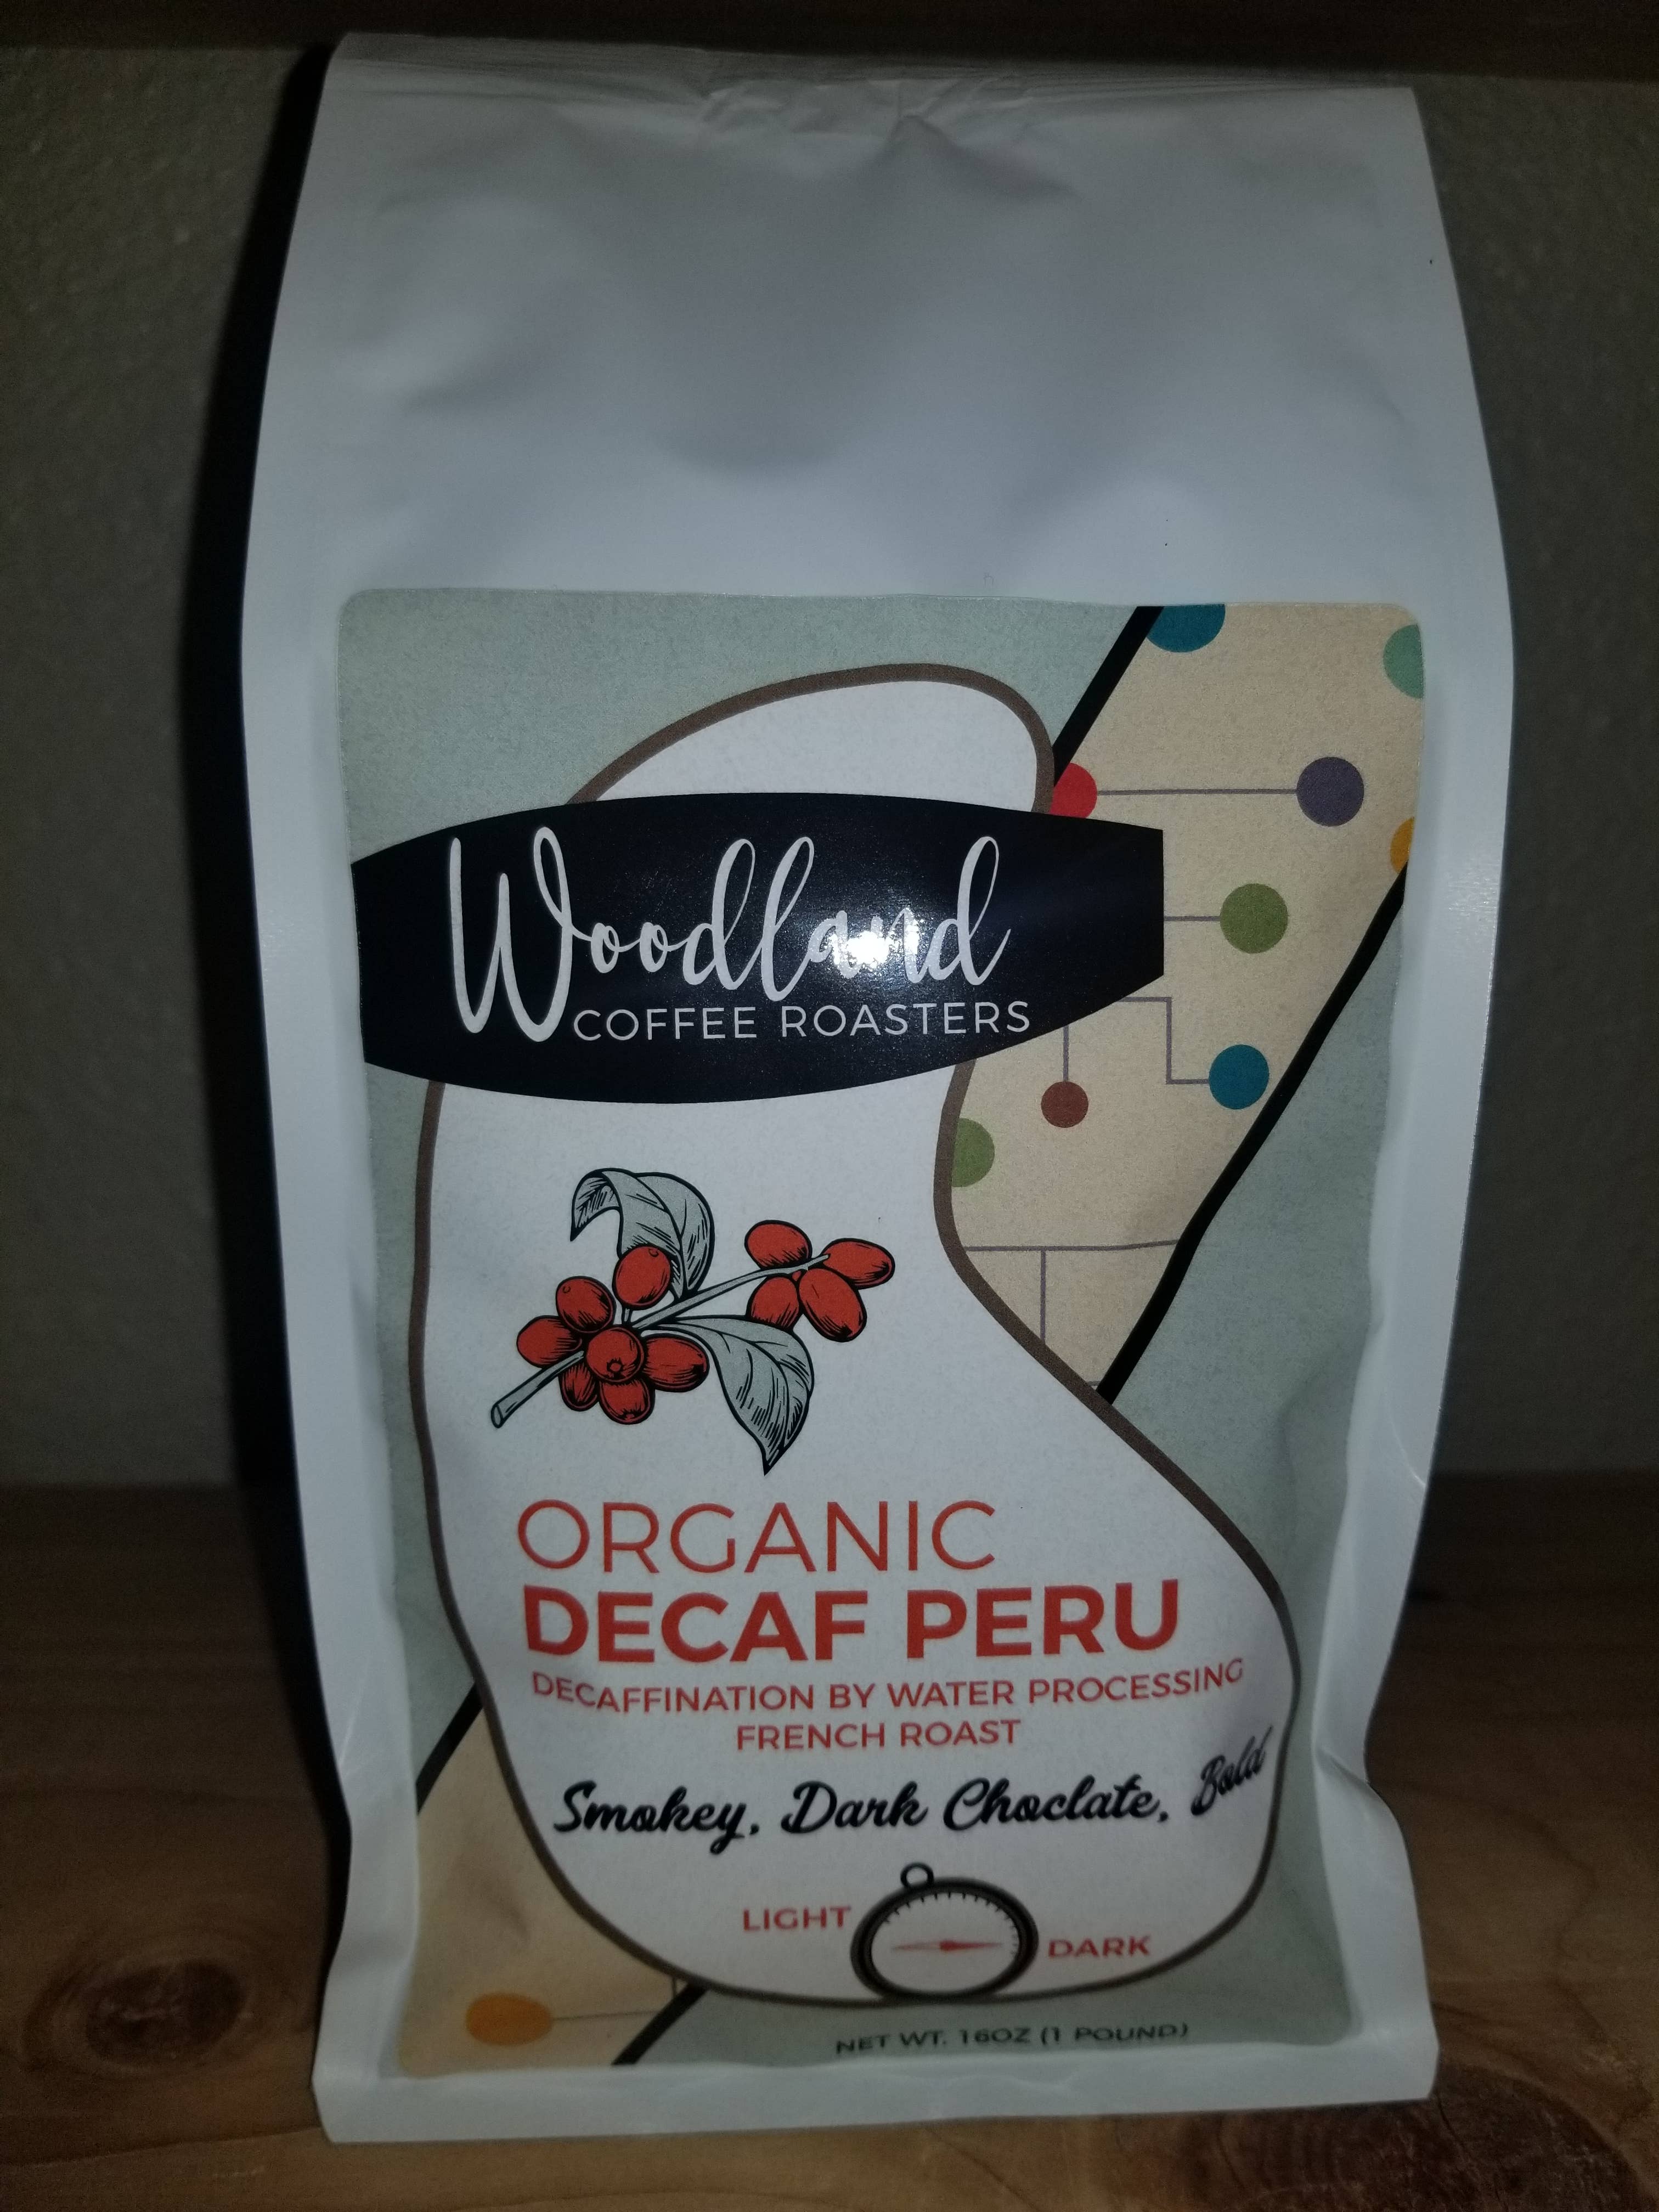 Woodland
COFFEE ROASTERS
ORGANIC
DECAF PERU
DECAFFINATION BY WATER PROCESSING
FRENCH ROAST
Smokey, Dark Choclate, Bold
LIGHT
DARK
NET WT. 16OZ (1 POUND)